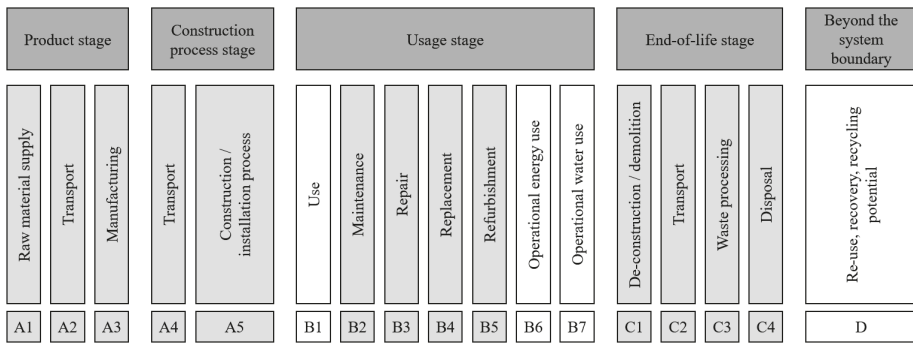 Product stage
Construction
process stage
Usage stage
End-of-life stage
Beyond the
system
boundary
Raw material supply
Transport
Manufacturing
Transport
Construction /
installation process
Use
Maintenance
Repair
Replacement
Refurbishment
Operational energy use
Operational water use
De-construction / demolition
Transport
Waste processing
Disposal
Re-use, recovery, recycling
potential
A1
A2
A3
A4
A5
B1
B2
B3
B4
B5
B6
B7
C1
C2
C3
C4
D